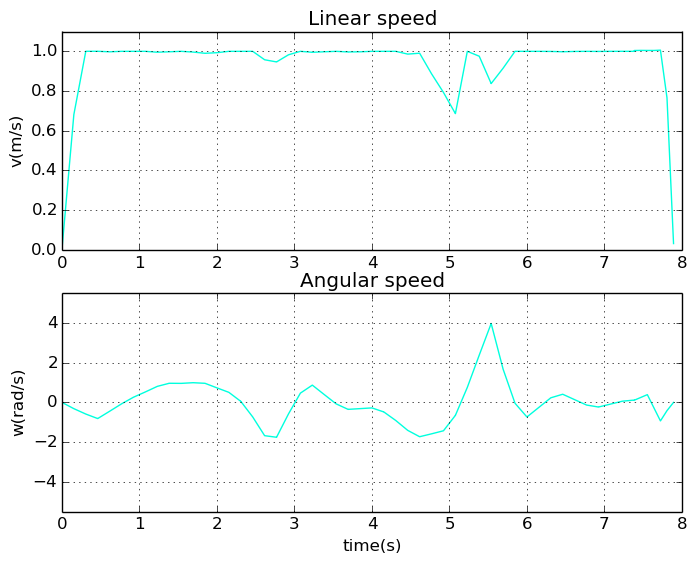 Linear speed
1.0
0.8
0.6
0.4
0.2
0.0
v(m/s)
0 1 2 3 4 5 6 7 8
Angular speed
4
2
0
−2
−4
w(rad/s)
0 1 2 3 4 5 6 7 8
time(s)